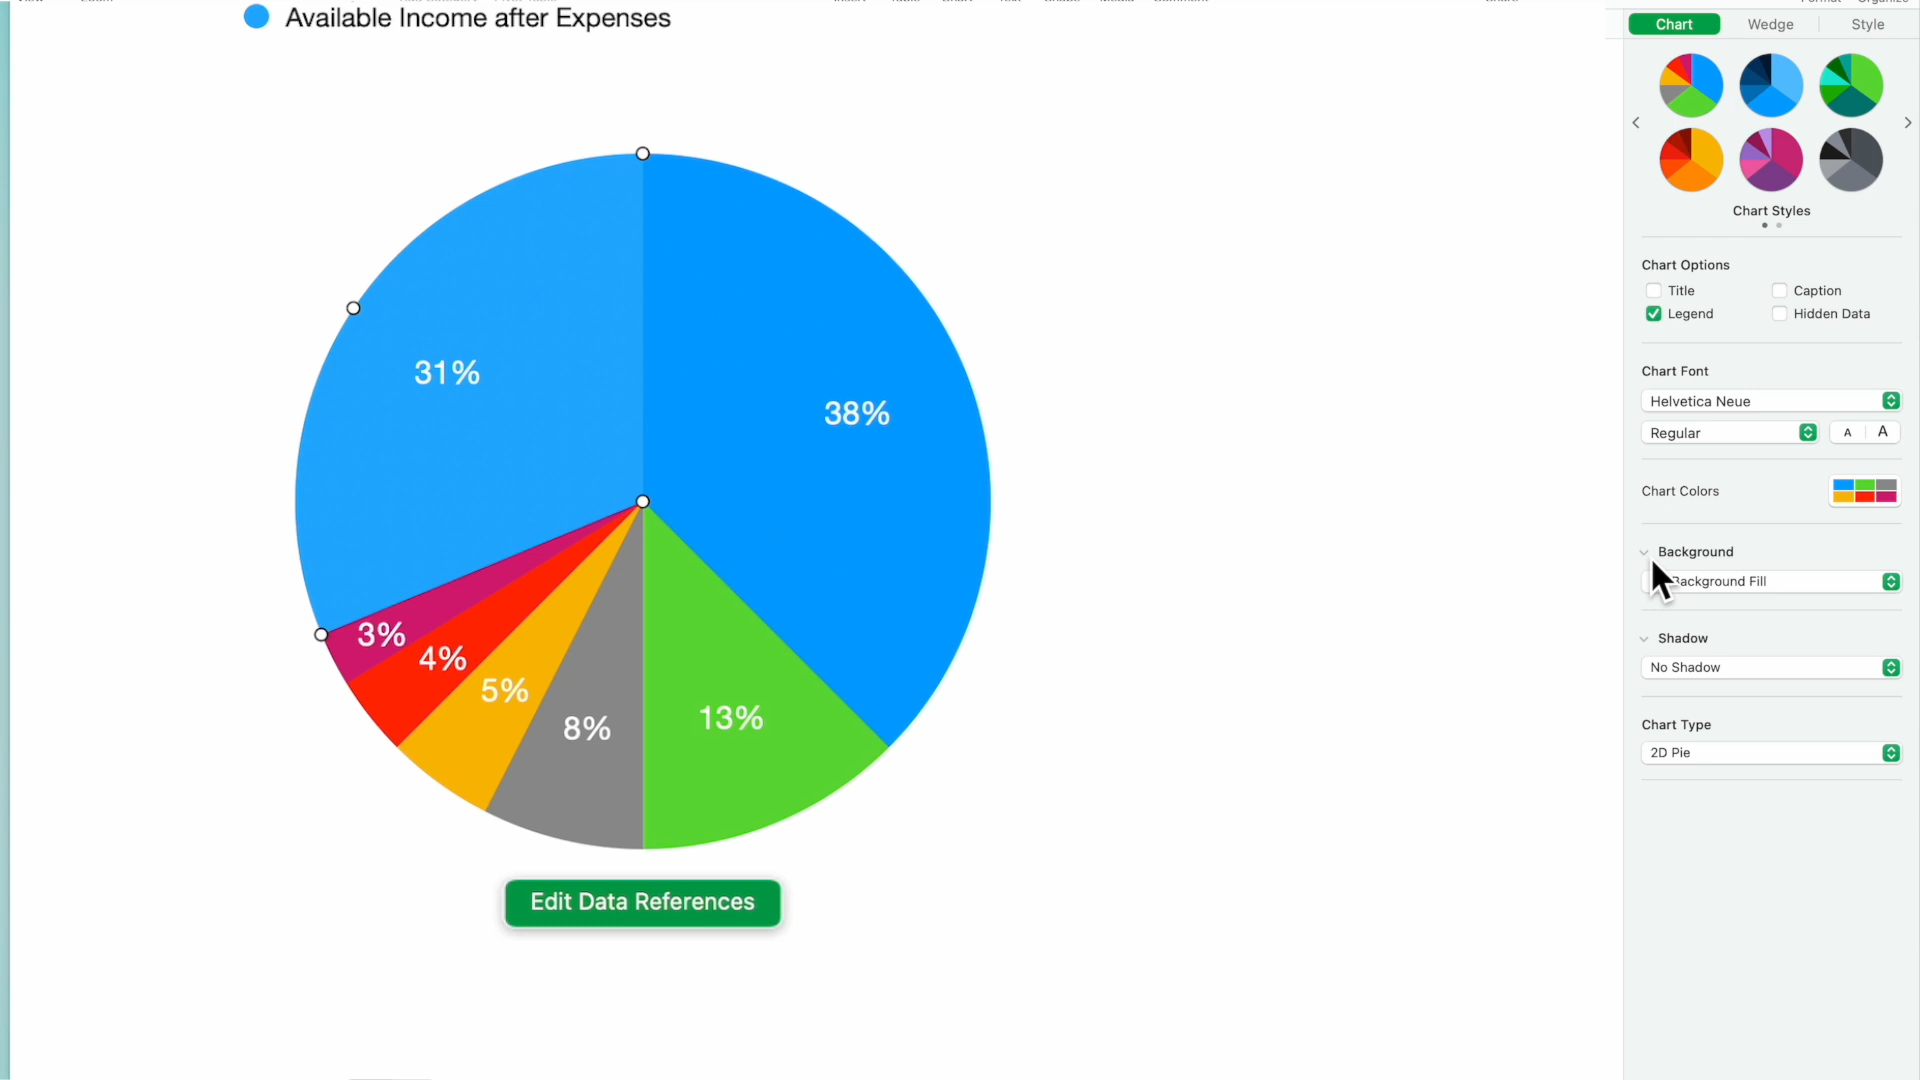 Available Income after Expenses
Chart Wedge Style
Chart Styles
Chart Options
Title Caption
Legend Hidden Data
Chart Font
Helvetica Neue
Regular A A
Chart Colors
Background
Background Fill
Shadow
No Shadow
Chart Type
2D Pie
31%
38%
3%
4%
5%
8%
13%
Edit Data References